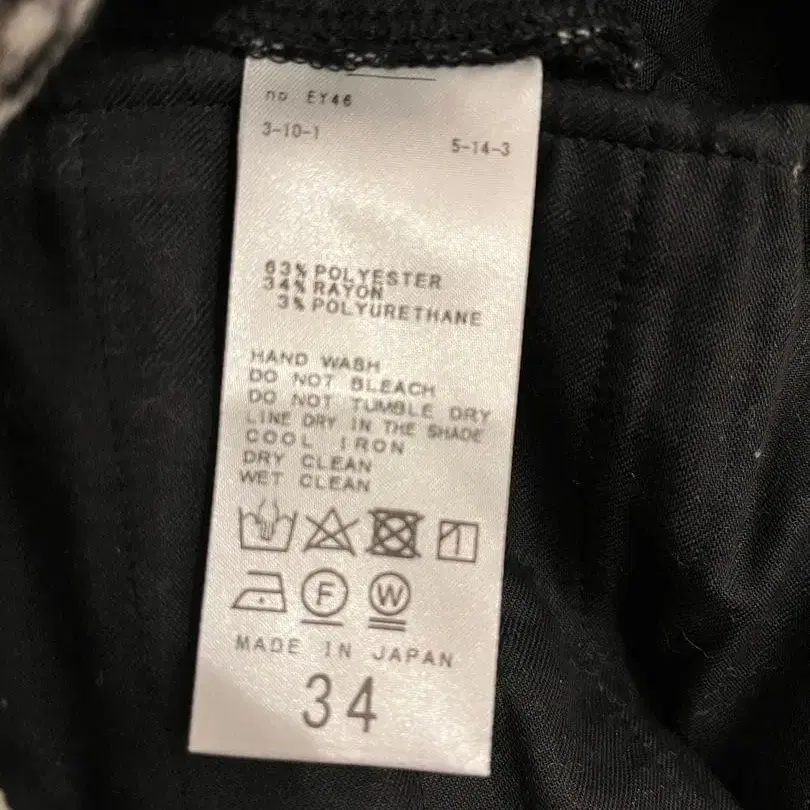 no EY46
3-10-1
5-14-3
63% POLYESTER
34% RAYON
3% POLYURETHANE
HAND WASH
DO NOT BLEACH
DO NOT TUMBLE DRY
LINE DRY IN THE SHADE
COOL IRON
DRY CLEAN
WET CLEAN
F W
MADE IN JAPAN
34